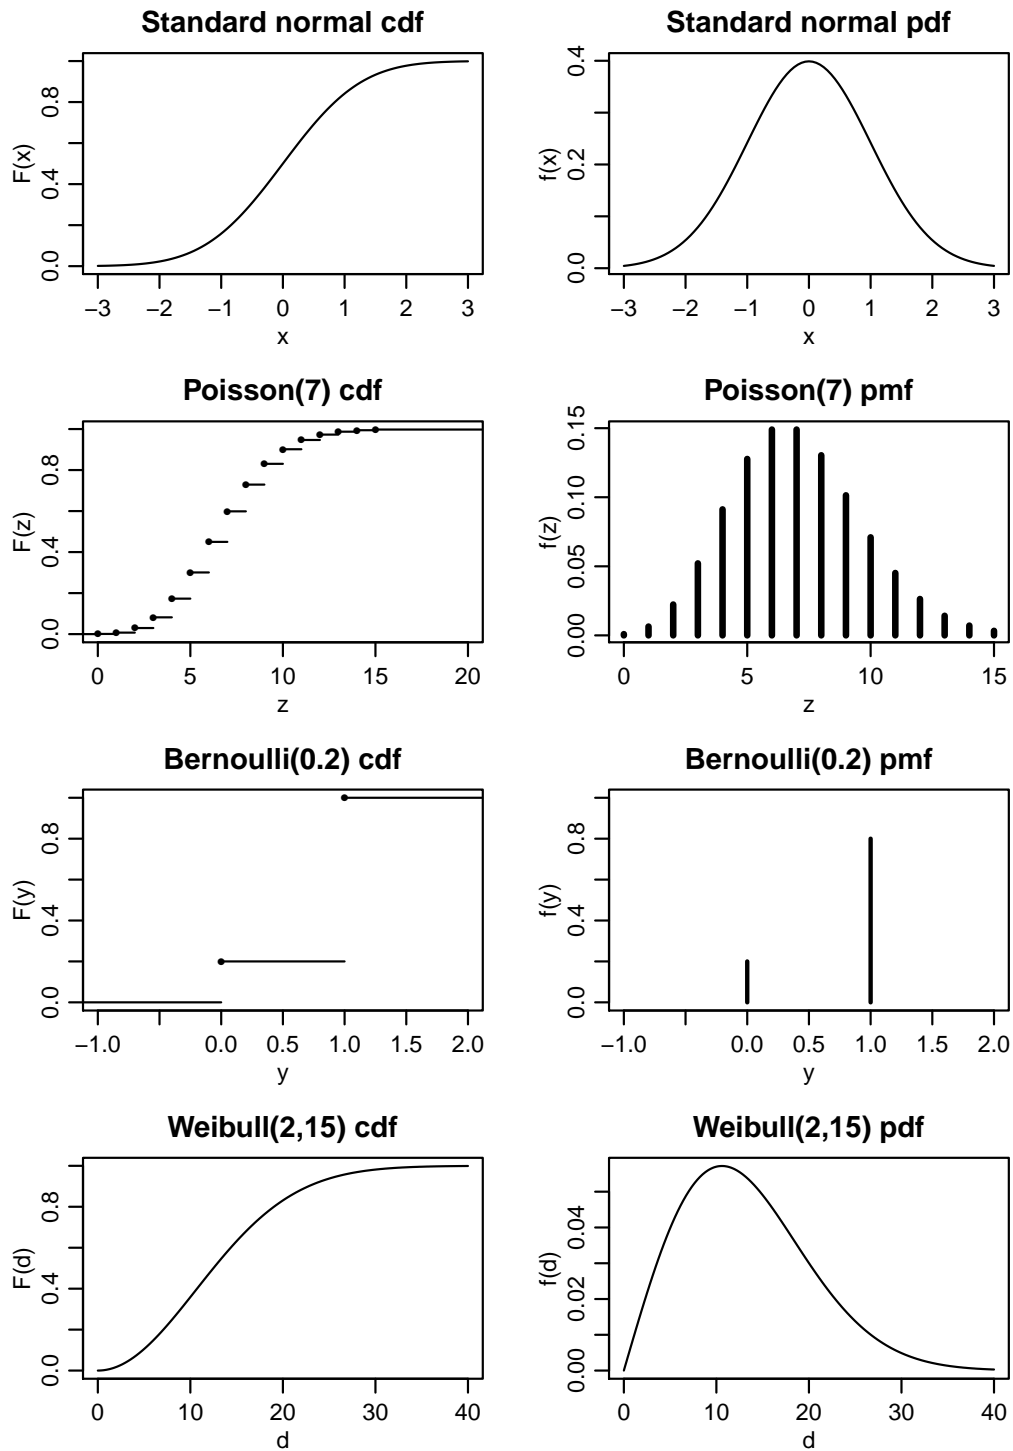 Standard normal cdf
F(x)
0.0 0.4 0.8
−3 −2 −1 0 1 2 3
x
Standard normal pdf
f(x)
0.0 0.2 0.4
−3 −2 −1 0 1 2 3
x
Poisson(7) cdf
F(z)
0.0 0.4 0.8
0 5 10 15 20
z
Poisson(7) pmf
f(z)
0.00 0.05 0.10 0.15
0 5 10 15
z
Bernoulli(0.2) cdf
F(y)
0.0 0.4 0.8
−1.0 0.0 0.5 1.0 1.5 2.0
y
Bernoulli(0.2) pmf
f(y)
0.0 0.4 0.8
−1.0 0.0 0.5 1.0 1.5 2.0
y
Weibull(2,15) cdf
F(d)
0.0 0.4 0.8
0 10 20 30 40
d
Weibull(2,15) pdf
f(d)
0.00 0.02 0.04
0 10 20 30 40
d